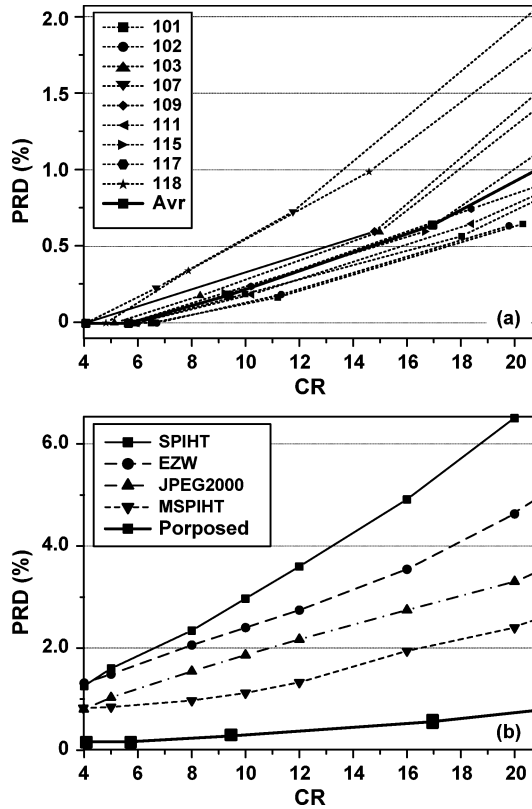 2.0
1.5
1.0
0.5
0
PRD (%)
101
102
103
107
109
111
115
117
118
Avr
(a)
4 6 8 10 12 14 16 18 20
CR
6.0
4.0
2.0
0
PRD (%)
SPIHT
EZW
JPEG2000
MSPIHT
Porposed
(b)
4 6 8 10 12 14 16 18 20
CR